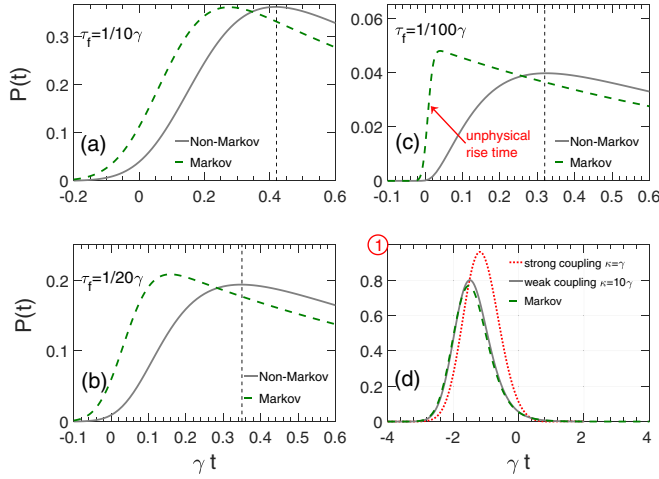 τf=1/10γ
P(t)
0.3
0.2
0.1
0
(a)
Non-Markov
Markov
-0.2 0 0.2 0.4 0.6
τf=1/100γ
0.06
0.04
0.02
0
(c)
unphysical
rise time
Non-Markov
Markov
-0.1 0 0.1 0.2 0.3 0.4 0.5 0.6
τf=1/20γ
P(t)
0.2
0.1
0
(b)
Non-Markov
Markov
-0.1 0 0.1 0.2 0.3 0.4 0.5 0.6
γ t
1
0.8
0.6
0.4
0.2
0
strong coupling κ=γ
weak coupling κ=10γ
Markov
(d)
-4 -2 0 2 4
γ t